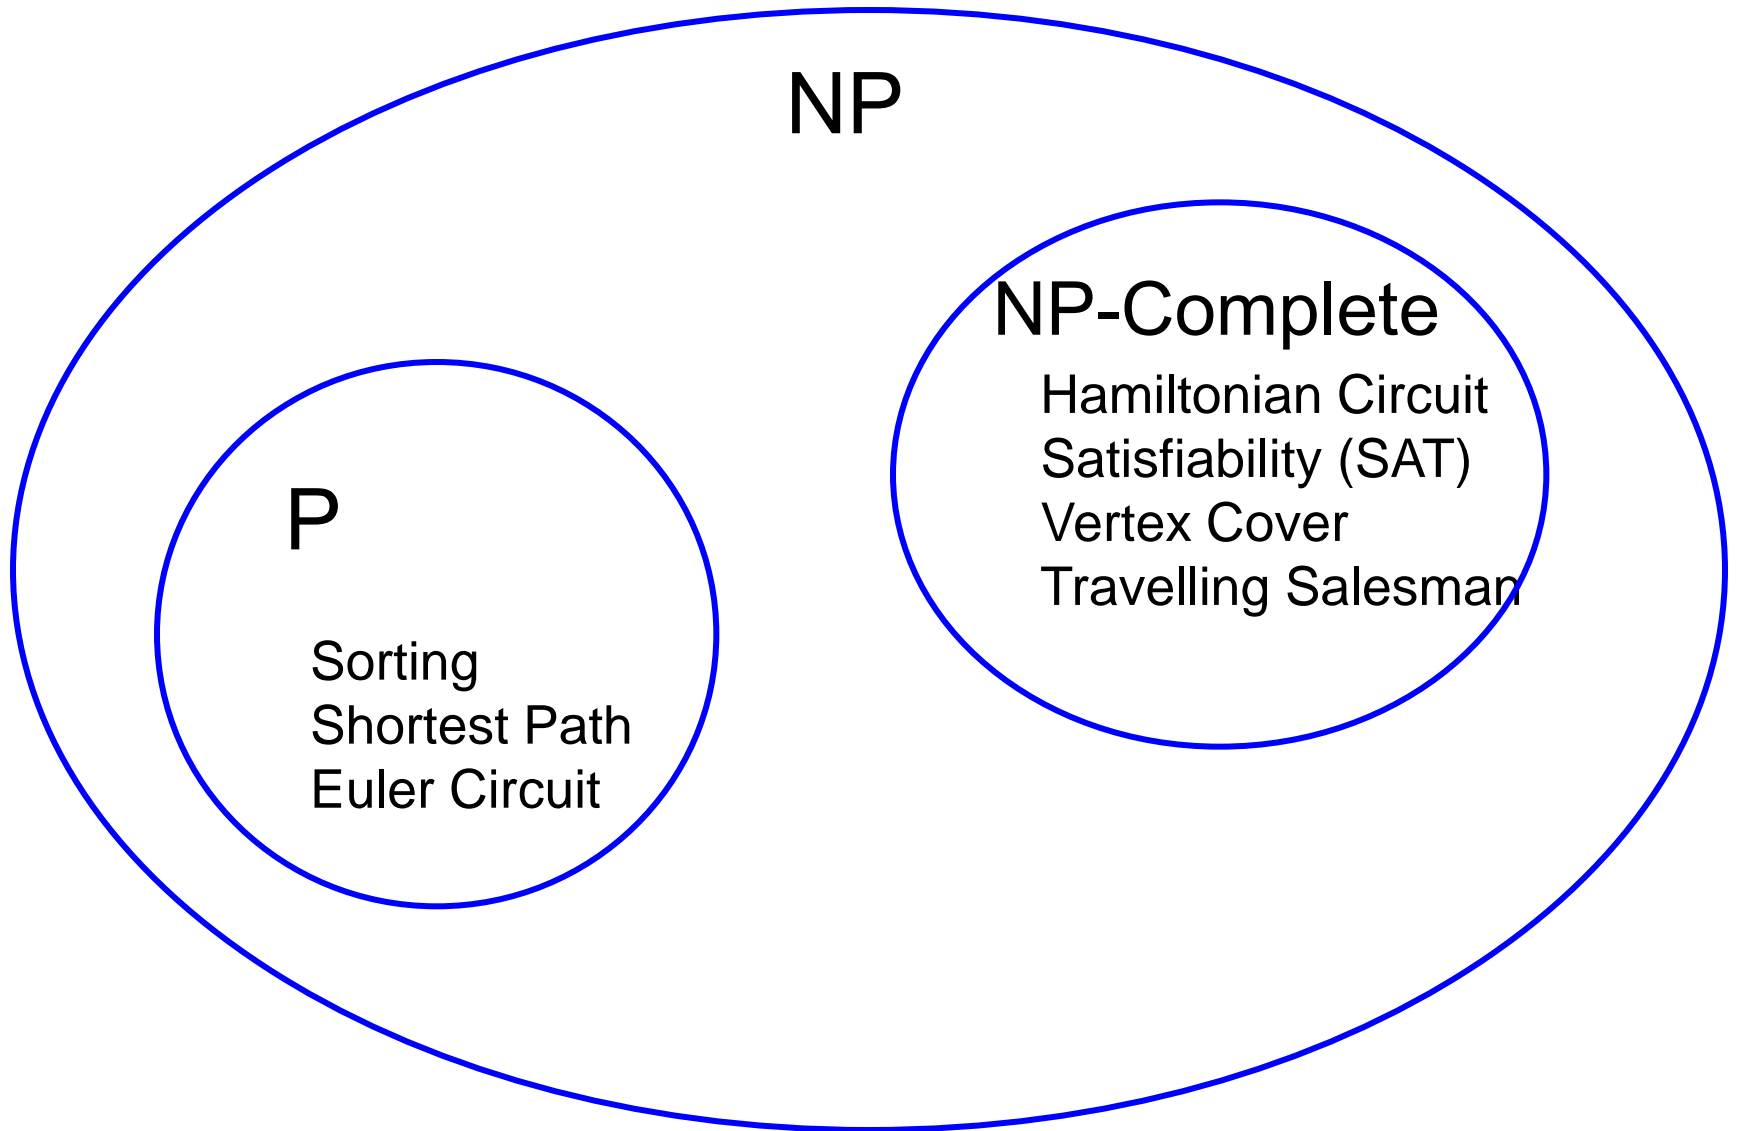 NP
NP-Complete
Hamiltonian Circuit
Satisfiability (SAT)
Vertex Cover
Travelling Salesman
P
Sorting
Shortest Path
Euler Circuit